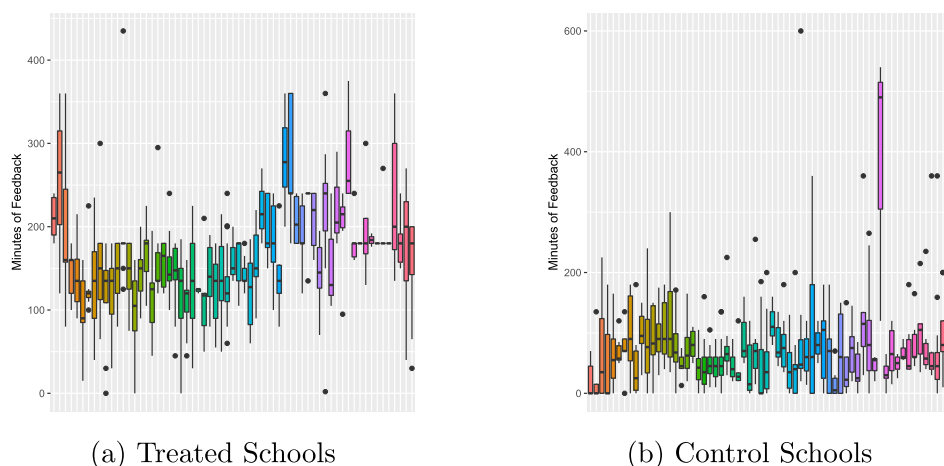 Minutes of Feedback
400
300
200
100
0
(a) Treated Schools
Minutes of Feedback
600
400
200
0
(b) Control Schools